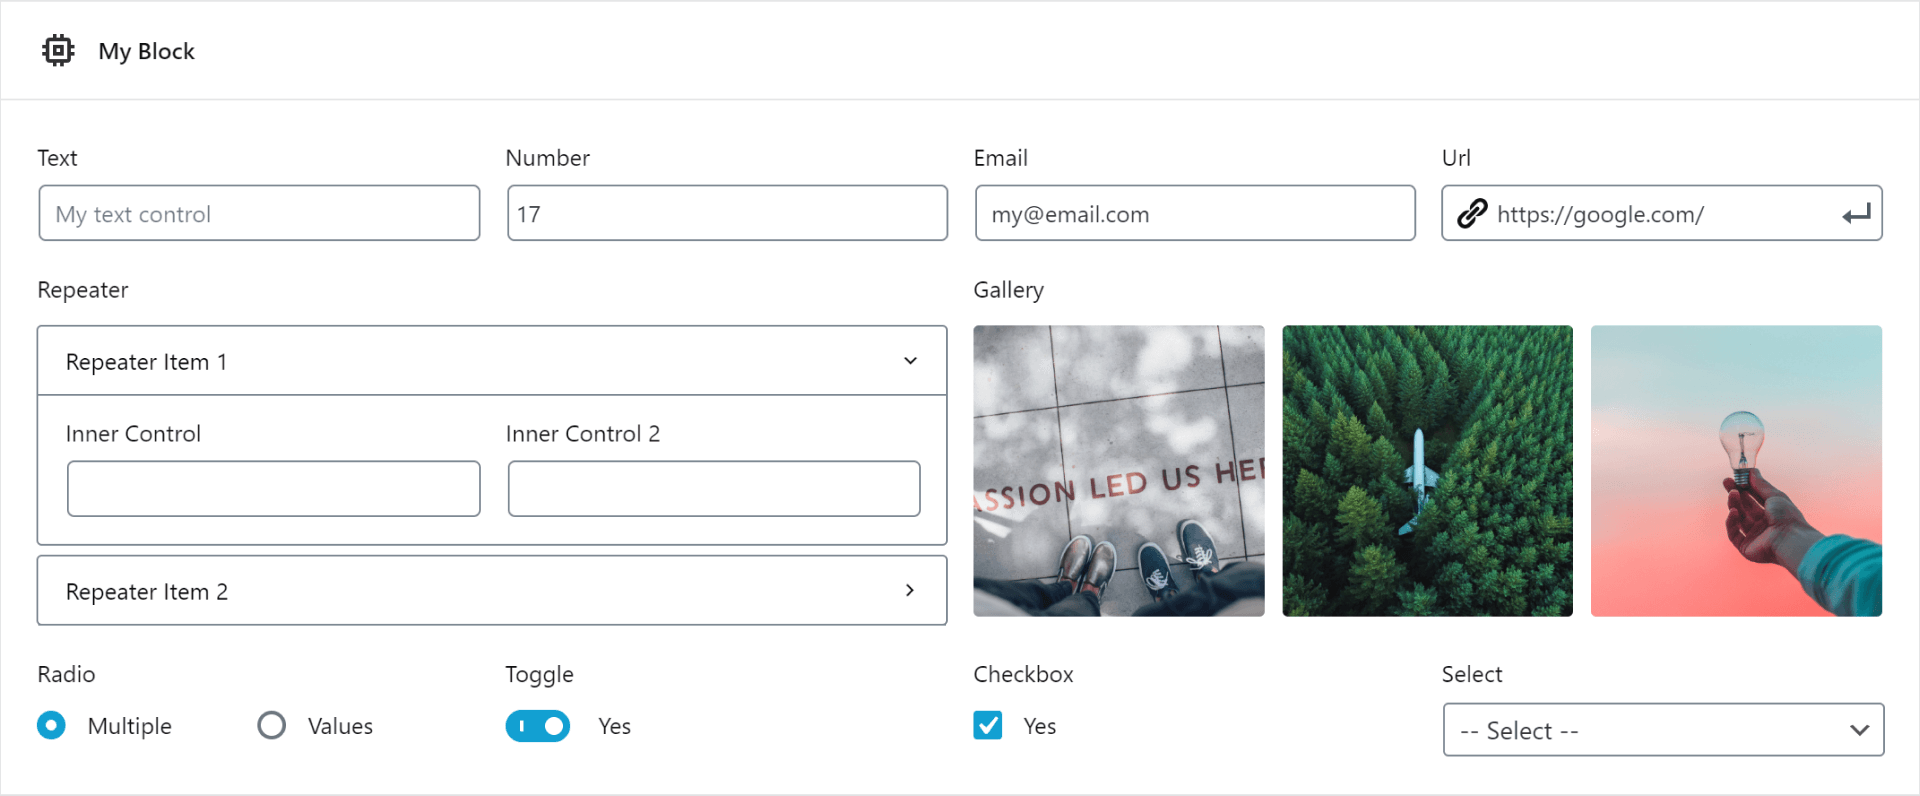 My Block
Text
Number
Email
Url
My text control
17
my@email.com
https://google.com/
Repeater
Gallery
Repeater Item 1
Inner Control
Inner Control 2
LED US
Repeater Item 2
Radio
Toggle
Checkbox
Select
Multiple
Values
Yes
Yes
-- Select --